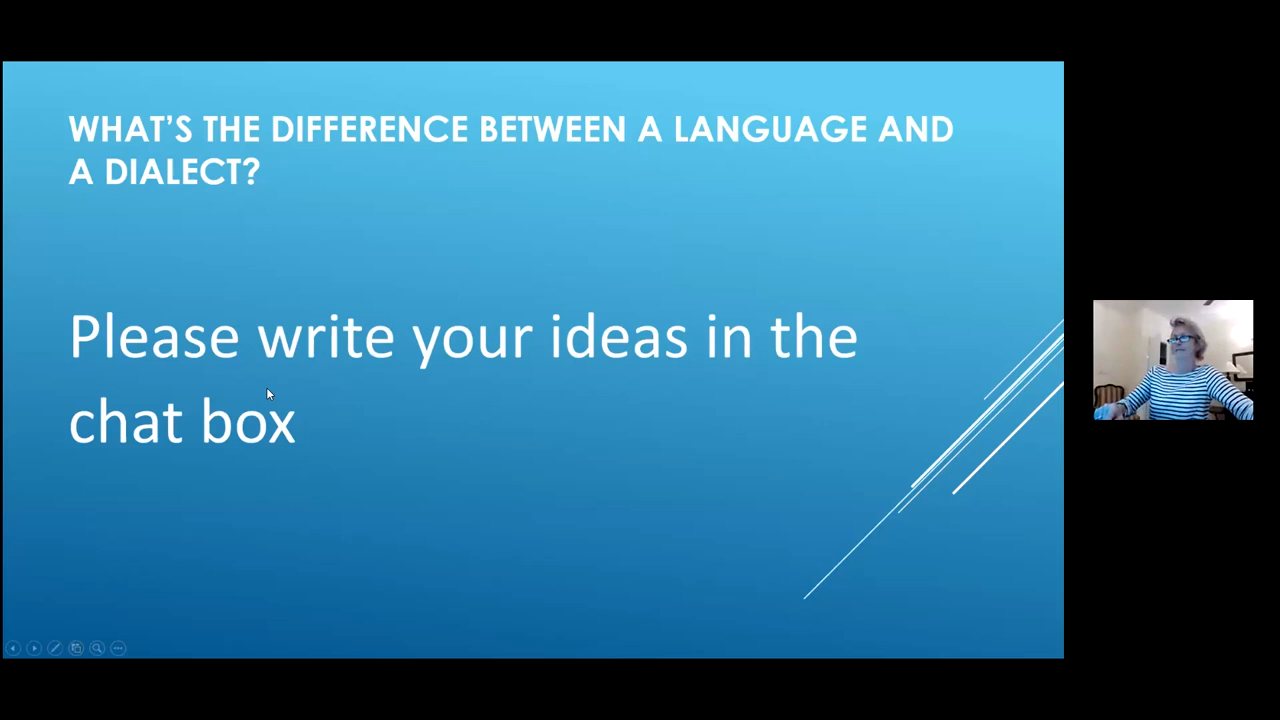 WHAT'S THE DIFFERENCE BETWEEN A LANGUAGE AND
A DIALECT?
Please write your ideas in the
chat box